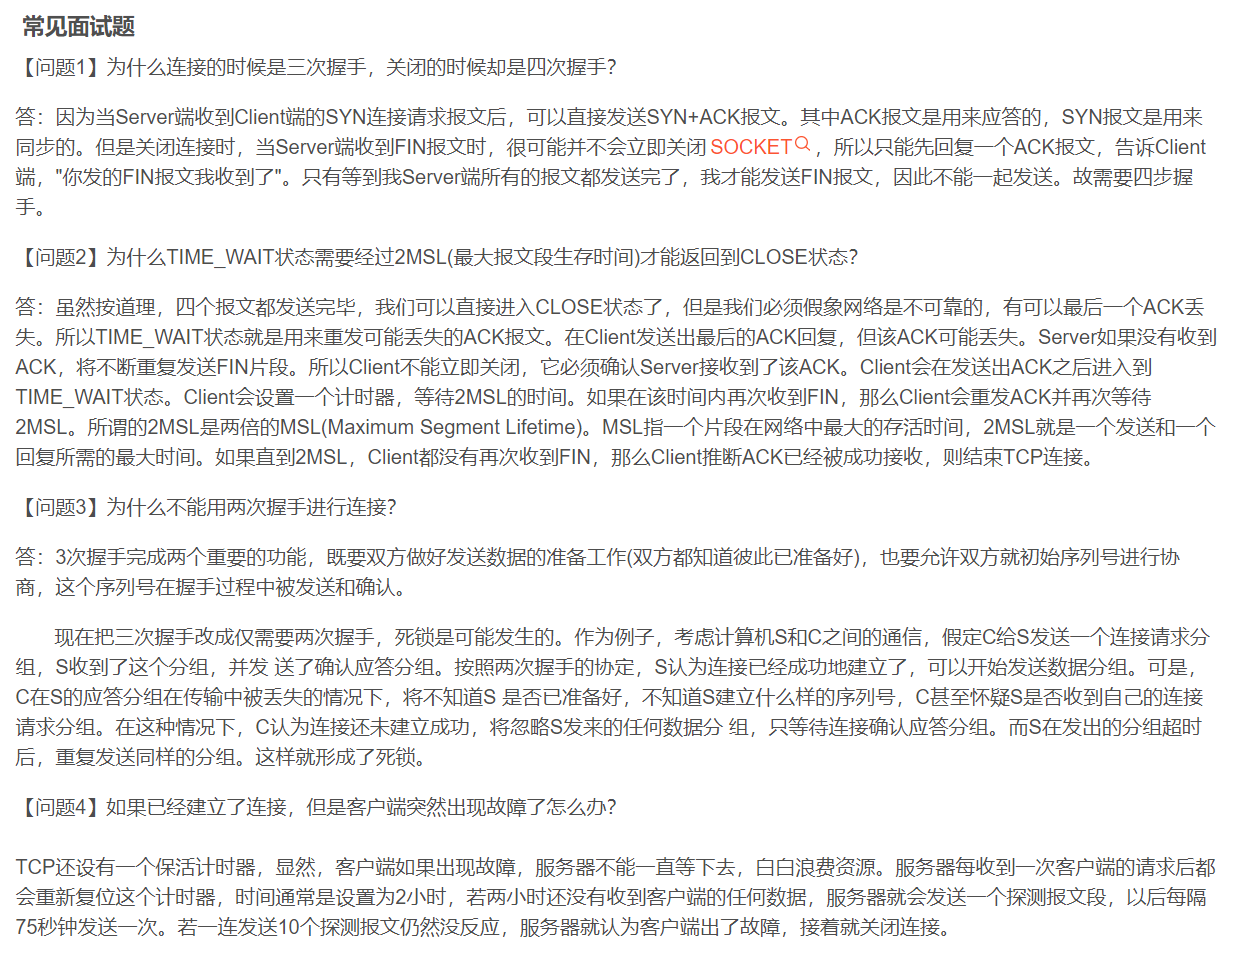 常见面试题
【问题1】为什么连接的时候是三次握手，关闭的时候却是四次握手？
答：因为当Server端收到Client端的SYN连接请求报文后，可以直接发送SYN+ACK报文。其中ACK报文是用来应答的，SYN报文是用来
同步的。但是关闭连接时，当Server端收到FIN报文时，很可能并不会立即关闭 SOCKET，所以只能先回复一个ACK报文，告诉Client
端，"你发的FIN报文我收到了"。只有等到我Server端所有的报文都发送完了，我才能发送FIN报文，因此不能一起发送。故需要四步握
手。
【问题2】为什么TIME_WAIT状态需要经过2MSL(最大报文段生存时间)才能返回到CLOSE状态？
答：虽然按道理，四个报文都发送完毕，我们可以直接进入CLOSE状态了，但是我们必须假象网络是不可靠的，有可以最后一个ACK丢
失。所以TIME_WAIT状态就是用来重发可能丢失的ACK报文。在Client发送出最后的ACK回复，但该ACK可能丢失。Server如果没有收到
ACK，将不断重复发送FIN片段。所以Client不能立即关闭，它必须确认Server接收到了该ACK。Client会在发送出ACK之后进入到
TIME_WAIT状态。Client会设置一个计时器，等待2MSL的时间。如果在该时间内再次收到FIN，那么Client会重发ACK并再次等待
2MSL。所谓的2MSL是两倍的MSL(Maximum Segment Lifetime)。MSL指一个片段在网络中最大的存活时间，2MSL就是一个发送和一个
回复所需的最大时间。如果直到2MSL，Client都没有再次收到FIN，那么Client推断ACK已经被成功接收，则结束TCP连接。
【问题3】为什么不能用两次握手进行连接？
答：3次握手完成两个重要的功能，既要双方做好发送数据的准备工作(双方都知道彼此已准备好)，也要允许双方就初始序列号进行协
商，这个序列号在握手过程中被发送和确认。
现在把三次握手改成仅需要两次握手，死锁是可能发生的。作为例子，考虑计算机S和C之间的通信，假定C给S发送一个连接请求分
组，S收到了这个分组，并发 送了确认应答分组。按照两次握手的协定，S认为连接已经成功地建立了，可以开始发送数据分组。可是，
C在S的应答分组在传输中被丢失的情况下，将不知道S 是否已准备好，不知道S建立什么样的序列号，C甚至怀疑S是否收到自己的连接
请求分组。在这种情况下，C认为连接还未建立成功，将忽略S发来的任何数据分 组，只等待连接确认应答分组。而S在发出的分组超时
后，重复发送同样的分组。这样就形成了死锁。
【问题4】如果已经建立了连接，但是客户端突然出现故障了怎么办？
TCP还设有一个保活计时器，显然，客户端如果出现故障，服务器不能一直等下去，白白浪费资源。服务器每收到一次客户端的请求后都
会重新复位这个计时器，时间通常是设置为2小时，若两小时还没有收到客户端的任何数据，服务器就会发送一个探测报文段，以后每隔
75秒钟发送一次。若一连发送10个探测报文仍然没反应，服务器就认为客户端出了故障，接着就关闭连接。